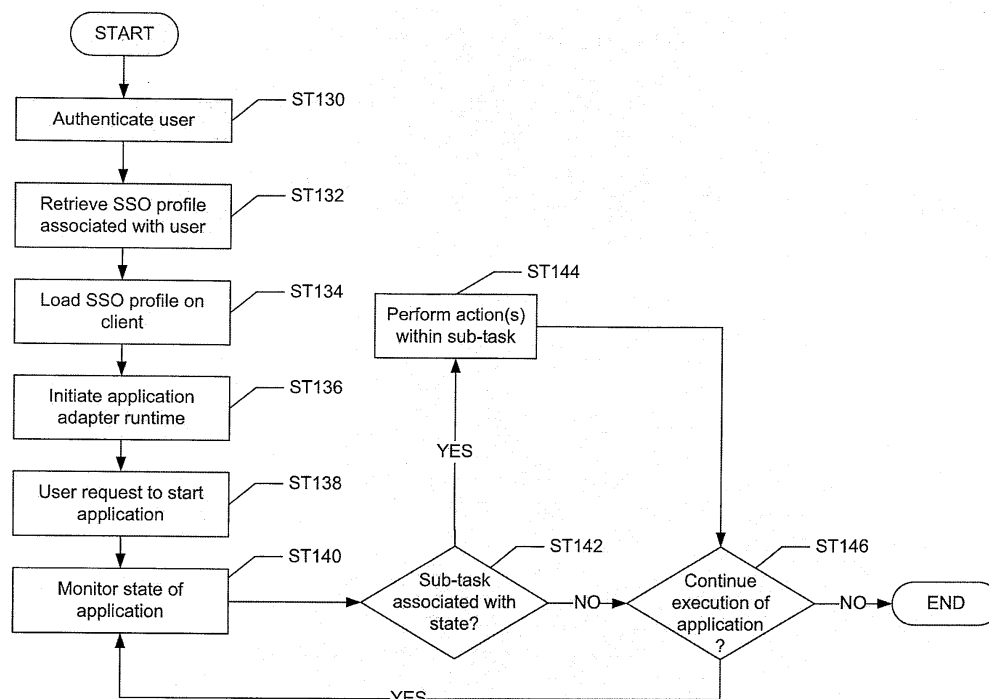 START
Authenticate user
ST130
Retrieve SSO profile
associated with user
ST132
Load SSO profile on
client
ST134
Initiate application
adapter runtime
ST136
User request to start
application
ST138
Monitor state of
application
ST140
Sub-task
associated with
state?
ST142
YES
Perform action(s)
within sub-task
ST144
NO
Continue
execution of
application
?
ST146
NO
END
YES